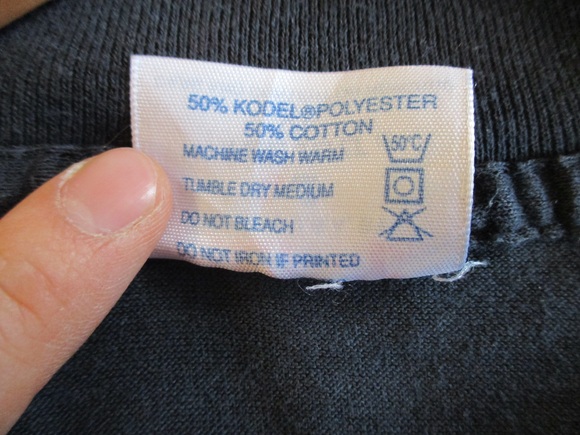 50% KODEL®POLYESTER
50% COTTON
MACHINE WASH WARM
50°C
TUMBLE DRY MEDIUM
DO NOT BLEACH
DO NOT IRON IF PRINTED